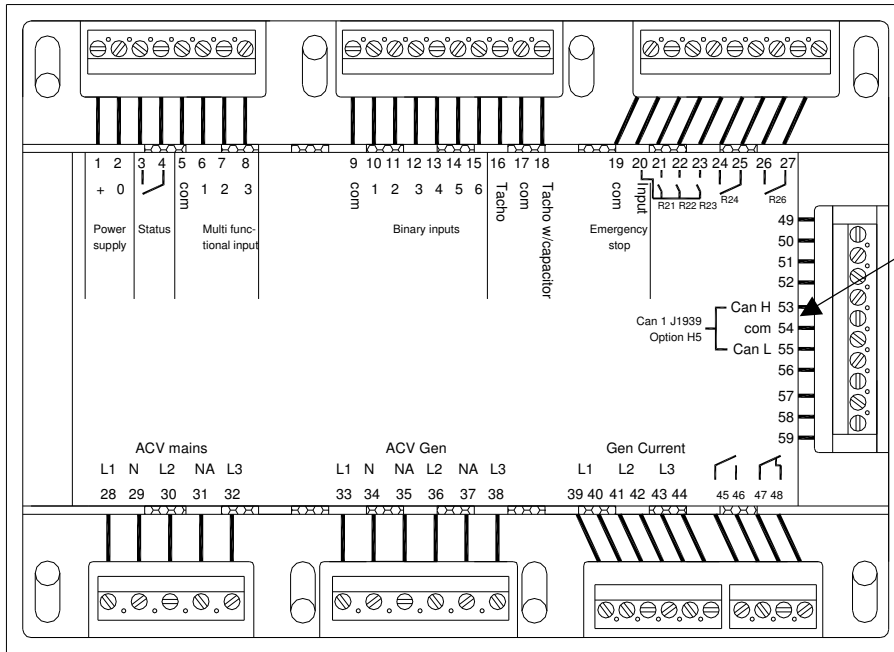 1 2 3 4 5 6 7 8 9 10 11 12 13 14 15 16 17 18 19 20 21 22 23 24 25 26 27
+ 0 com 1 2 3 com 1 2 3 4 5 6 Tacho com Tacho w/capacitor com Input R21 R22 R23 R24 R26
Power supply
Status
Multi func-
tional input
Binary inputs
Emergency
stop
49
50
51
52
Can H 53
Can 1 J1939
Option H5
com 54
Can L 55
56
57
58
59
ACV mains ACV Gen Gen Current
L1 N L2 NA L3 L1 N NA L2 NA L3 L1 L2 L3
28 29 30 31 32 33 34 35 36 37 38 39 40 41 42 43 44 45 46 47 48